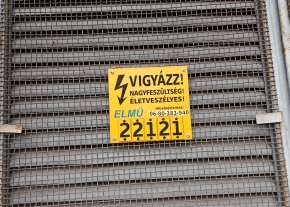 VIGYÁZZ!
NAGYFESZÜLTSÉG!
ÉLETVESZÉLYES!
ELMŰ 06-80-383-940
22121